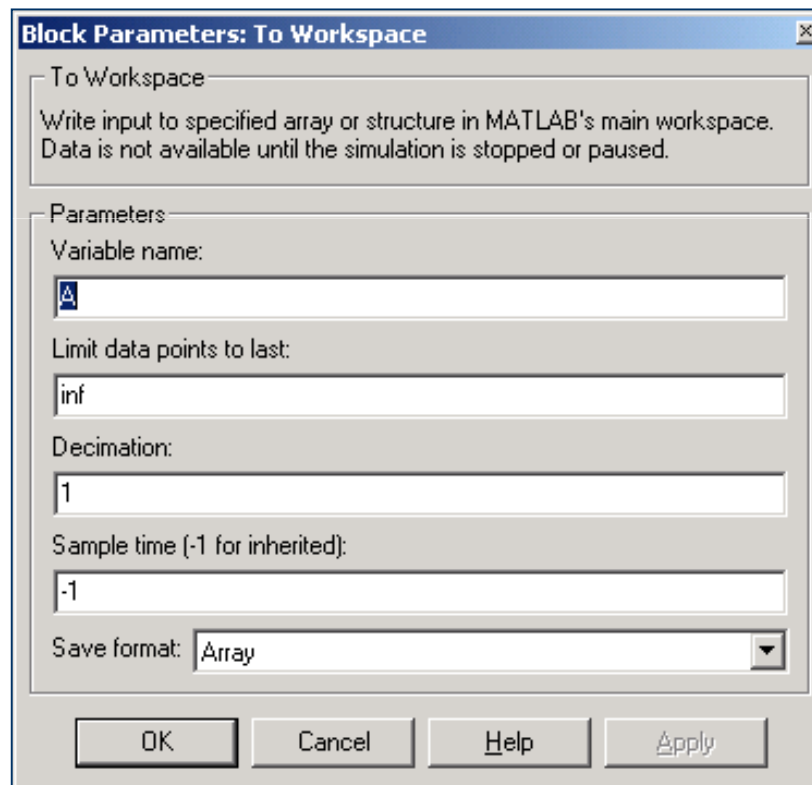 Block Parameters: To Workspace
To Workspace
Write input to specified array or structure in MATLAB's main workspace.
Data is not available until the simulation is stopped or paused.
Parameters
Variable name:
A
Limit data points to last:
inf
Decimation:
1
Sample time (-1 for inherited):
-1
Save format: Array
OK Cancel Help Apply